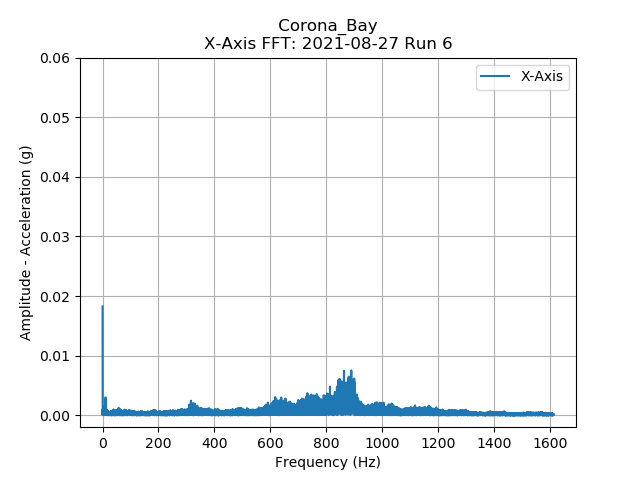 Corona_Bay
X-Axis FFT: 2021-08-27 Run 6
X-Axis
0.06
0.05
0.04
0.03
0.02
0.01
0.00
Amplitude - Acceleration (g)
0 200 400 600 800 1000 1200 1400 1600
Frequency (Hz)